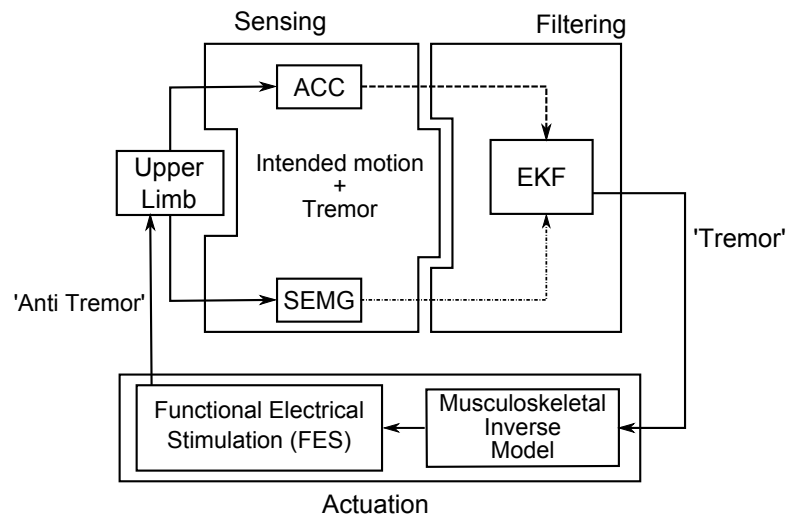 Sensing
Filtering
ACC
Upper
Limb
Intended motion
+
Tremor
EKF
'Tremor'
'Anti Tremor'
SEMG
Functional Electrical
Stimulation (FES)
Musculoskeletal
Inverse
Model
Actuation